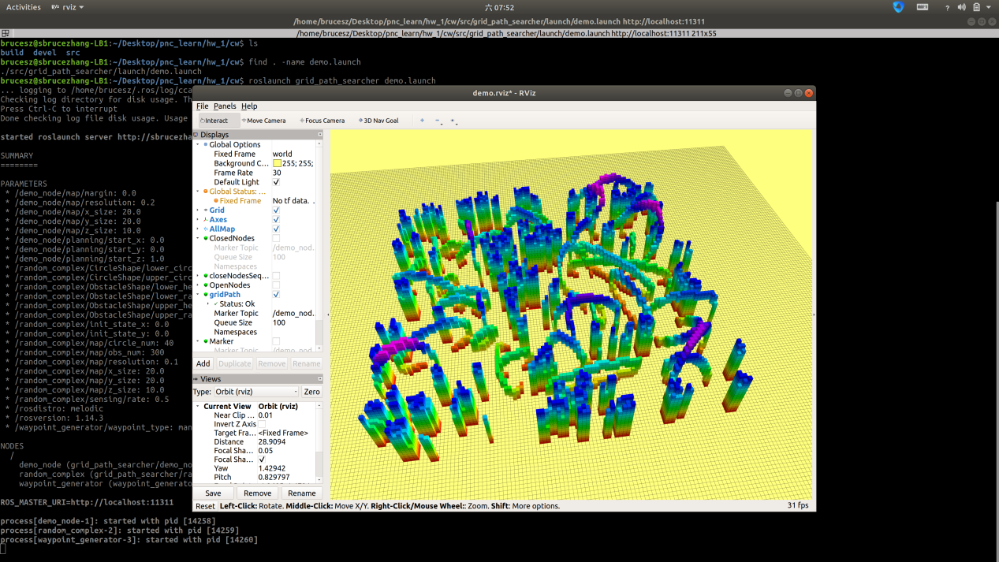 Activities
rviz
六 07:52
/home/brucesz/Desktop/pnc_learn/hw_1/cw/src/grid_path_searcher/launch/demo.launch http://localhost:11311
/home/brucesz/Desktop/pnc_learn/hw_1/cw/src/grid_path_searcher/launch/demo.launch http://localhost:11311 211x55
brucesz@sbrucezhang-LB1:~/Desktop/pnc_learn/hw_1/cw$ ls
build devel src
brucesz@sbrucezhang-LB1:~/Desktop/pnc_learn/hw_1/cw$ find . -name demo.launch
./src/grid_path_searcher/launch/demo.launch
brucesz@sbrucezhang-LB1:~/Desktop/pnc_learn/hw_1/cw$ roslaunch grid_path_searcher demo.launch
... logging to /home/brucesz/.ros/log/cca
Checking log directory for disk usage. Th
Press Ctrl-C to interrupt
Done checking log file disk usage. Usage
started roslaunch server http://sbrucezha
SUMMARY
========
PARAMETERS
* /demo_node/map/margin: 0.0
* /demo_node/map/resolution: 0.2
* /demo_node/map/x_size: 20.0
* /demo_node/map/y_size: 20.0
* /demo_node/map/z_size: 10.0
* /demo_node/planning/start_x: 0.0
* /demo_node/planning/start_y: 0.0
* /demo_node/planning/start_z: 1.0
* /random_complex/CircleShape/lower_circ
* /random_complex/CircleShape/upper_circ
* /random_complex/ObstacleShape/lower_he
* /random_complex/ObstacleShape/lower_ra
* /random_complex/ObstacleShape/upper_he
* /random_complex/ObstacleShape/upper_ra
* /random_complex/init_state_x: 0.0
* /random_complex/init_state_y: 0.0
* /random_complex/map/circle_num: 40
* /random_complex/map/obs_num: 300
* /random_complex/map/resolution: 0.1
* /random_complex/map/x_size: 20.0
* /random_complex/map/y_size: 20.0
* /random_complex/map/z_size: 10.0
* /random_complex/sensing/rate: 0.5
* /rosdistro: melodic
* /rosversion: 1.14.3
* /waypoint_generator/waypoint_type: man
NODES
/
demo_node (grid_path_searcher/demo_no
random_complex (grid_path_searcher/ra
waypoint_generator (waypoint_generato
ROS_MASTER_URI=http://localhost:11311
process[demo_node-1]: started with pid [14258]
process[random_complex-2]: started with pid [14259]
process[waypoint_generator-3]: started with pid [14260]
demo.rviz* - RViz
File Panels Help
Interact Move Camera Focus Camera 3D Nav Goal
Displays
Global Options
Fixed Frame world
Background C... 255; 255;
Frame Rate 30
Default Light
Global Status: ...
Fixed Frame No tf data. .
Grid
Axes
AllMap
ClosedNodes
Marker Topic /demo_nod.
Queue Size 100
Namespaces
closeNodesSeq...
OpenNodes
gridPath
Status: Ok
Marker Topic /demo_nod.
Queue Size 100
Namespaces
Marker
Marker Topic /demo_nod.
Add Duplicate Remove Rename
Views
Type: Orbit (rviz) Zero
Current View Orbit (rviz)
Near Clip ... 0.01
Invert Z Axis
Target Fra... <Fixed Frame>
Distance 28.9094
Focal Sha... 0.05
Focal Sha...
Yaw 1.42942
Pitch 0.829797
Save Remove Rename
Reset Left-Click: Rotate. Middle-Click: Move X/Y. Right-Click/Mouse Wheel:: Zoom. Shift: More options.
31 fps